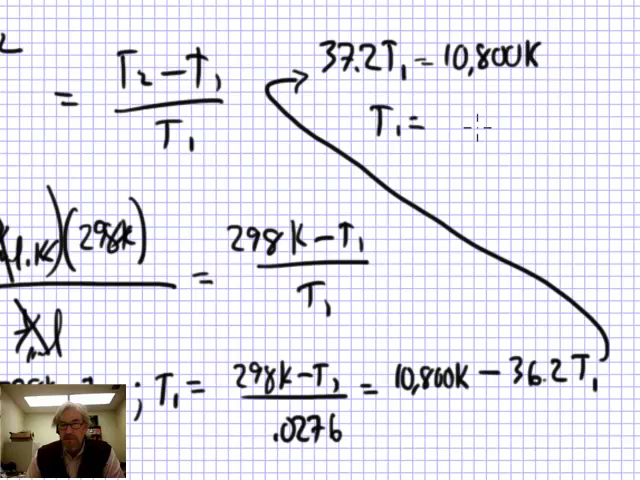 2
= T₂ – T₁ / T₁
37.2T₁ = 10,800K
T₁ =
l.K)(298K) = 298K – T₁ / T₁
; T₁ = 298K – T₁ / .0276 = 10,800K – 36.2T₁